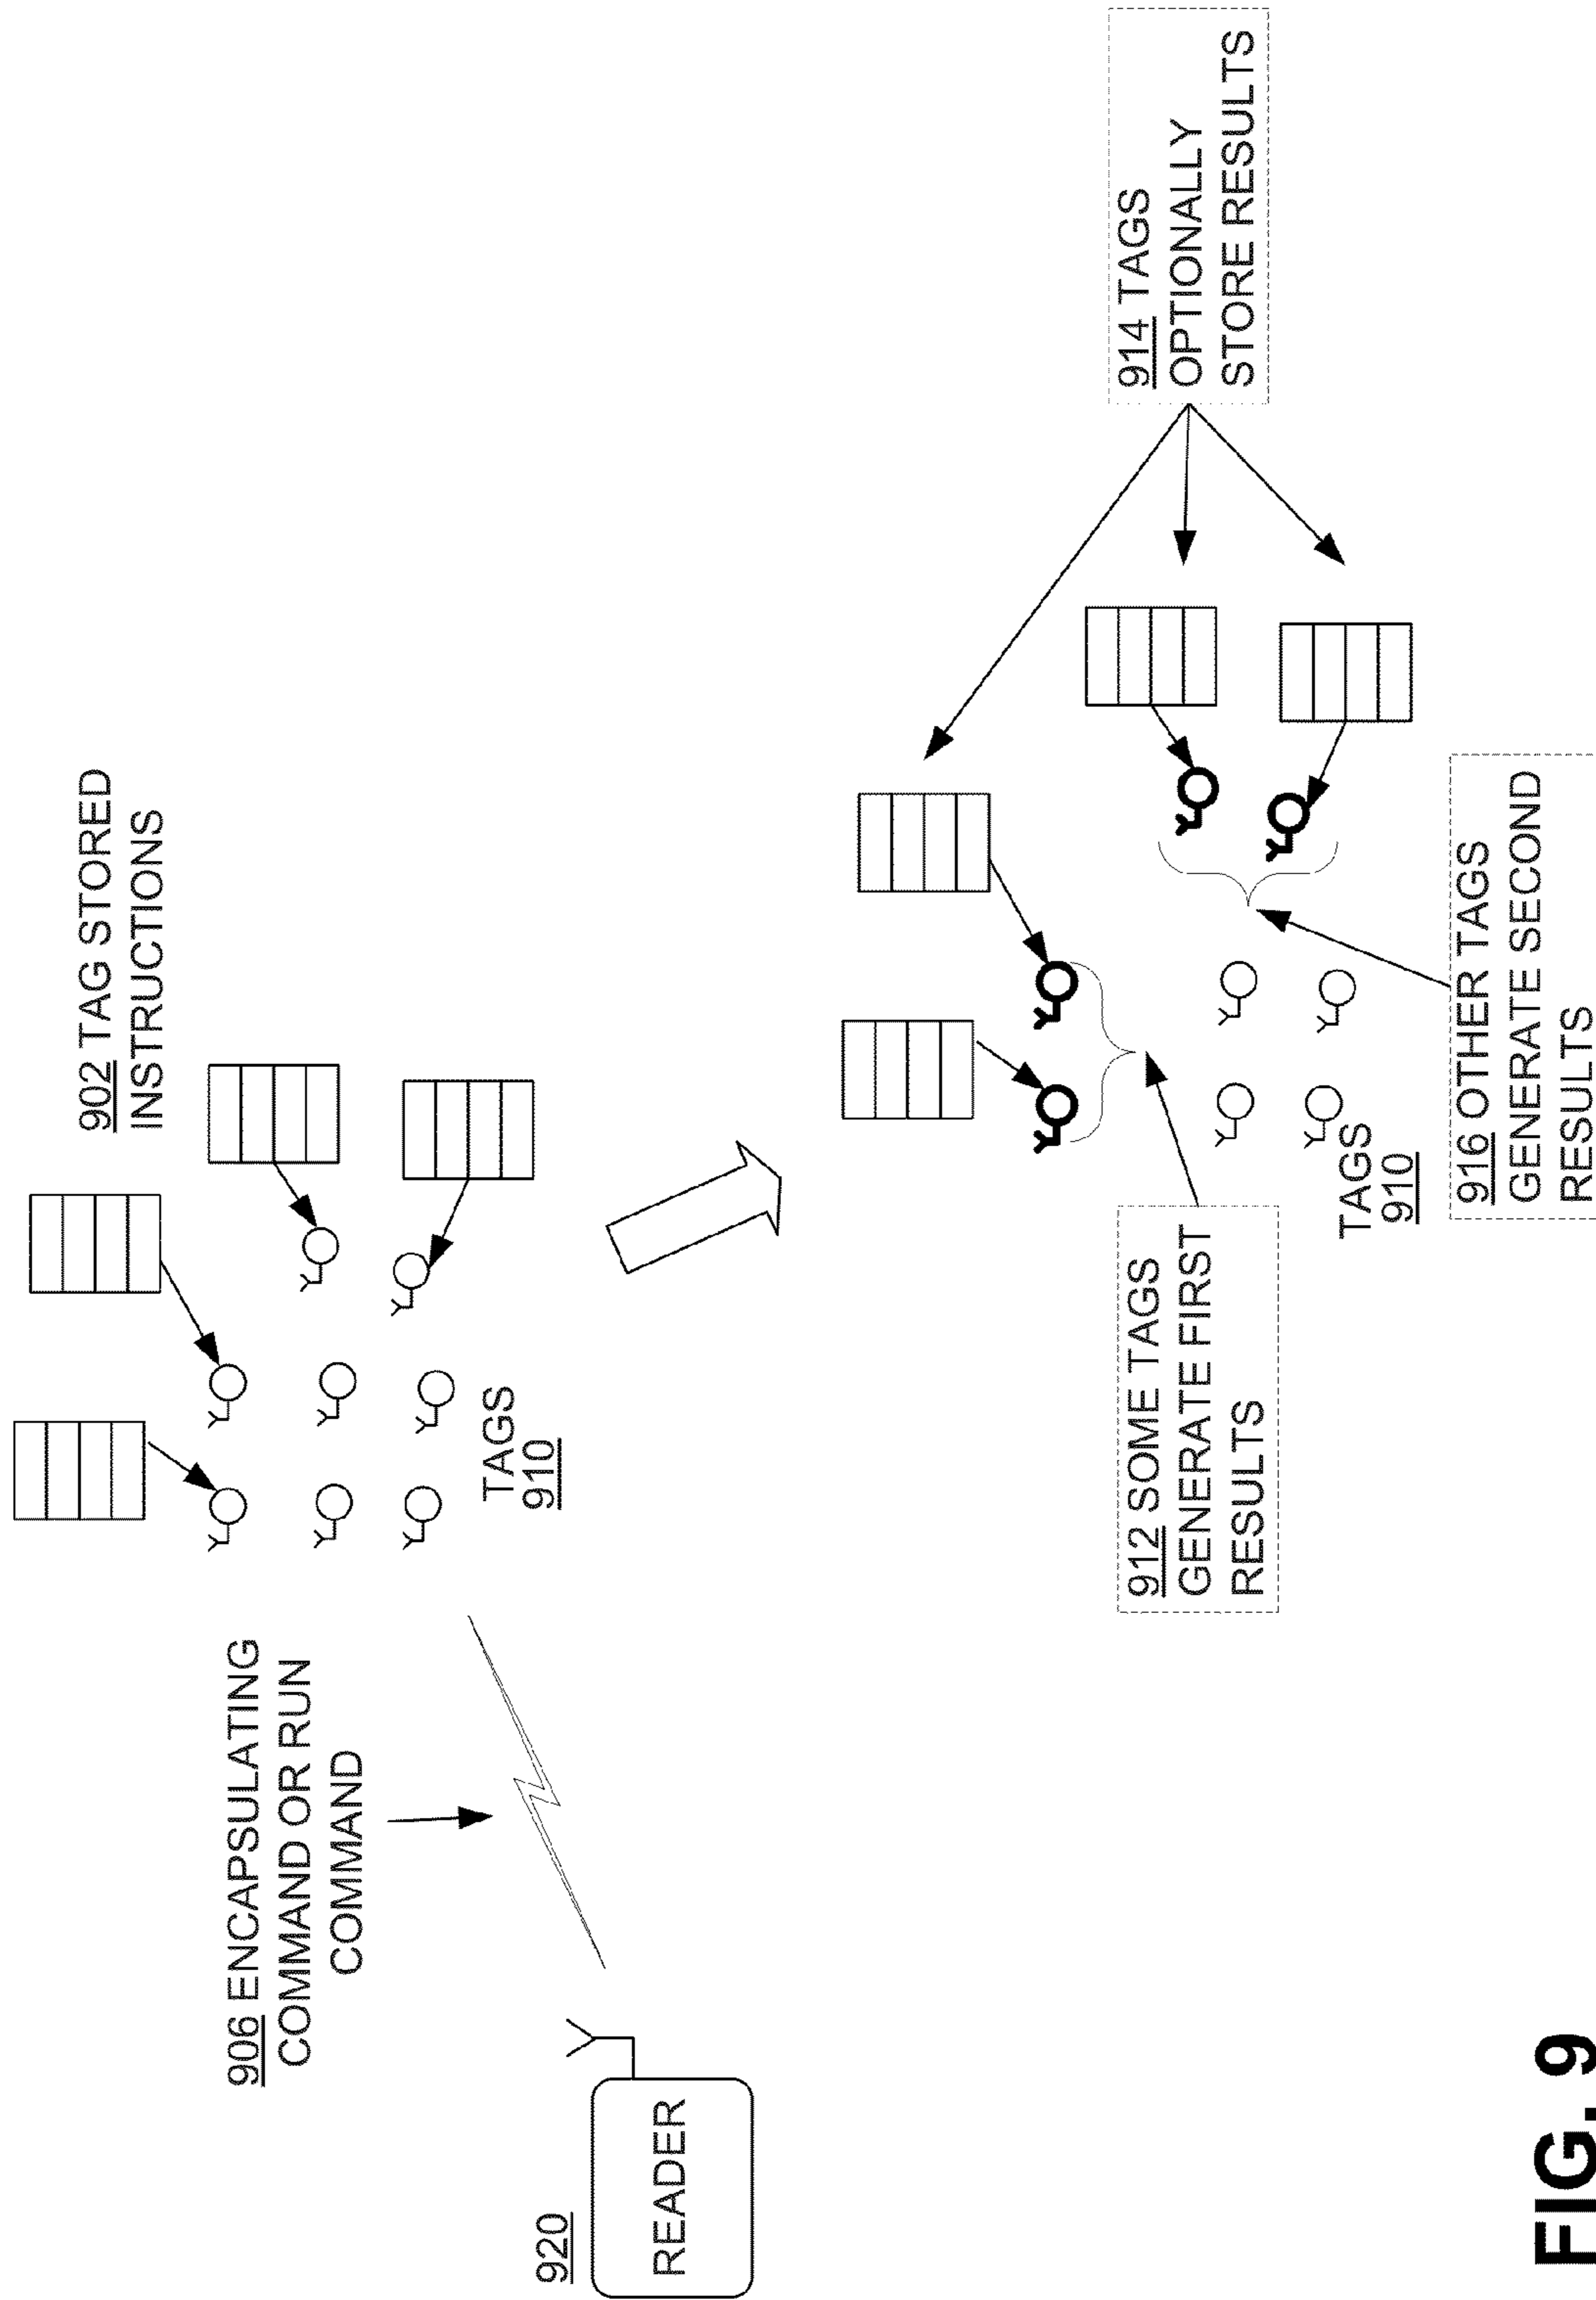 902 TAG STORED
INSTRUCTIONS
906 ENCAPSULATING
COMMAND OR RUN
COMMAND
TAGS
910
920
READER
914 TAGS
OPTIONALLY
STORE RESULTS
912 SOME TAGS
GENERATE FIRST
RESULTS
TAGS
910
916 OTHER TAGS
GENERATE SECOND
RESULTS
FIG. 9